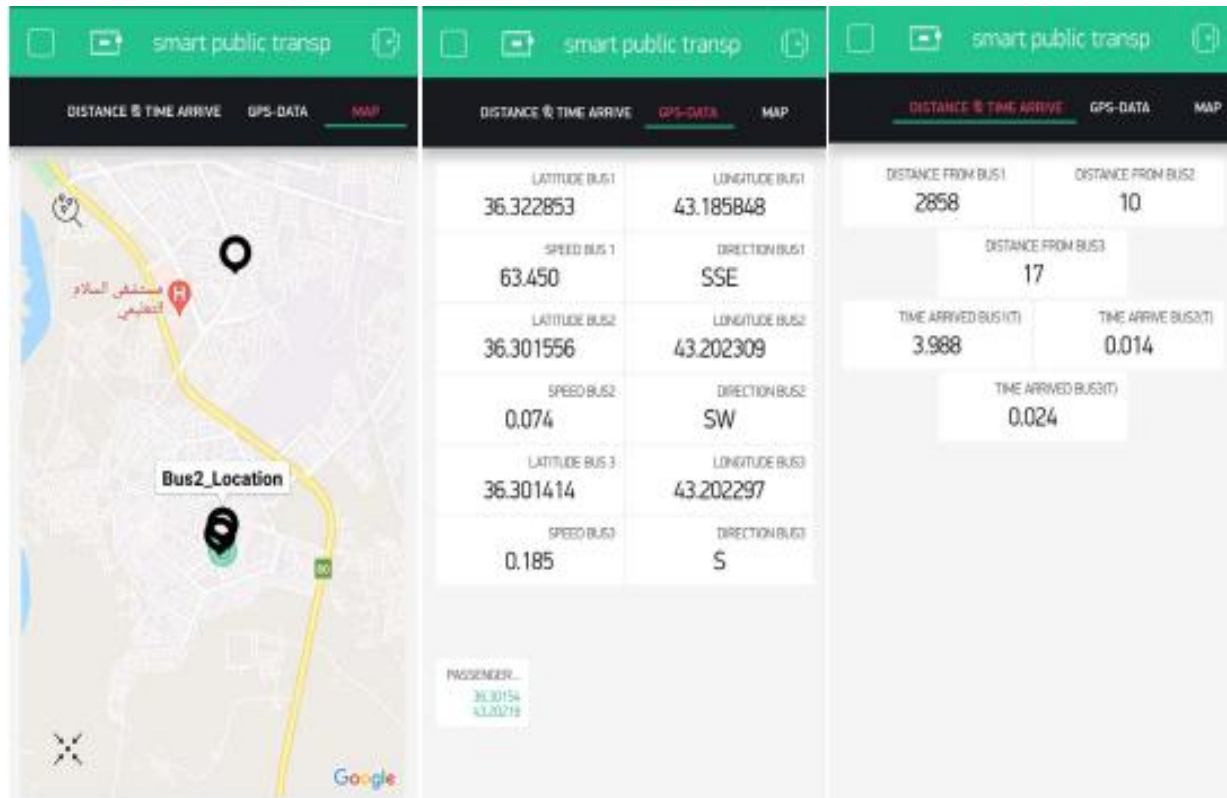 smart public transp
DISTANCE & TIME ARRIVE GPS-DATA MAP
مستشفى السلام
التعليمي
Bus2_Location
80
Google
smart public transp
DISTANCE & TIME ARRIVE GPS-DATA MAP
LATITUDE BUS1 LONGITUDE BUS1
36.322853 43.185848
SPEED BUS 1 DIRECTION BUS1
63.450 SSE
LATITUDE BUS2 LONGITUDE BUS2
36.301556 43.202309
SPEED BUS2 DIRECTION BUS2
0.074 SW
LATITUDE BUS 3 LONGITUDE BUS3
36.301414 43.202297
SPEED BUS3 DIRECTION BUS3
0.185 S
PASSENGER...
36.30154
43.20219
smart public transp
DISTANCE & TIME ARRIVE GPS-DATA MAP
DISTANCE FROM BUS1 DISTANCE FROM BUS2
2858 10
DISTANCE FROM BUS3
17
TIME ARRIVED BUS1(T) TIME ARRIVE BUS2(T)
3.988 0.014
TIME ARRIVED BUS3(T)
0.024